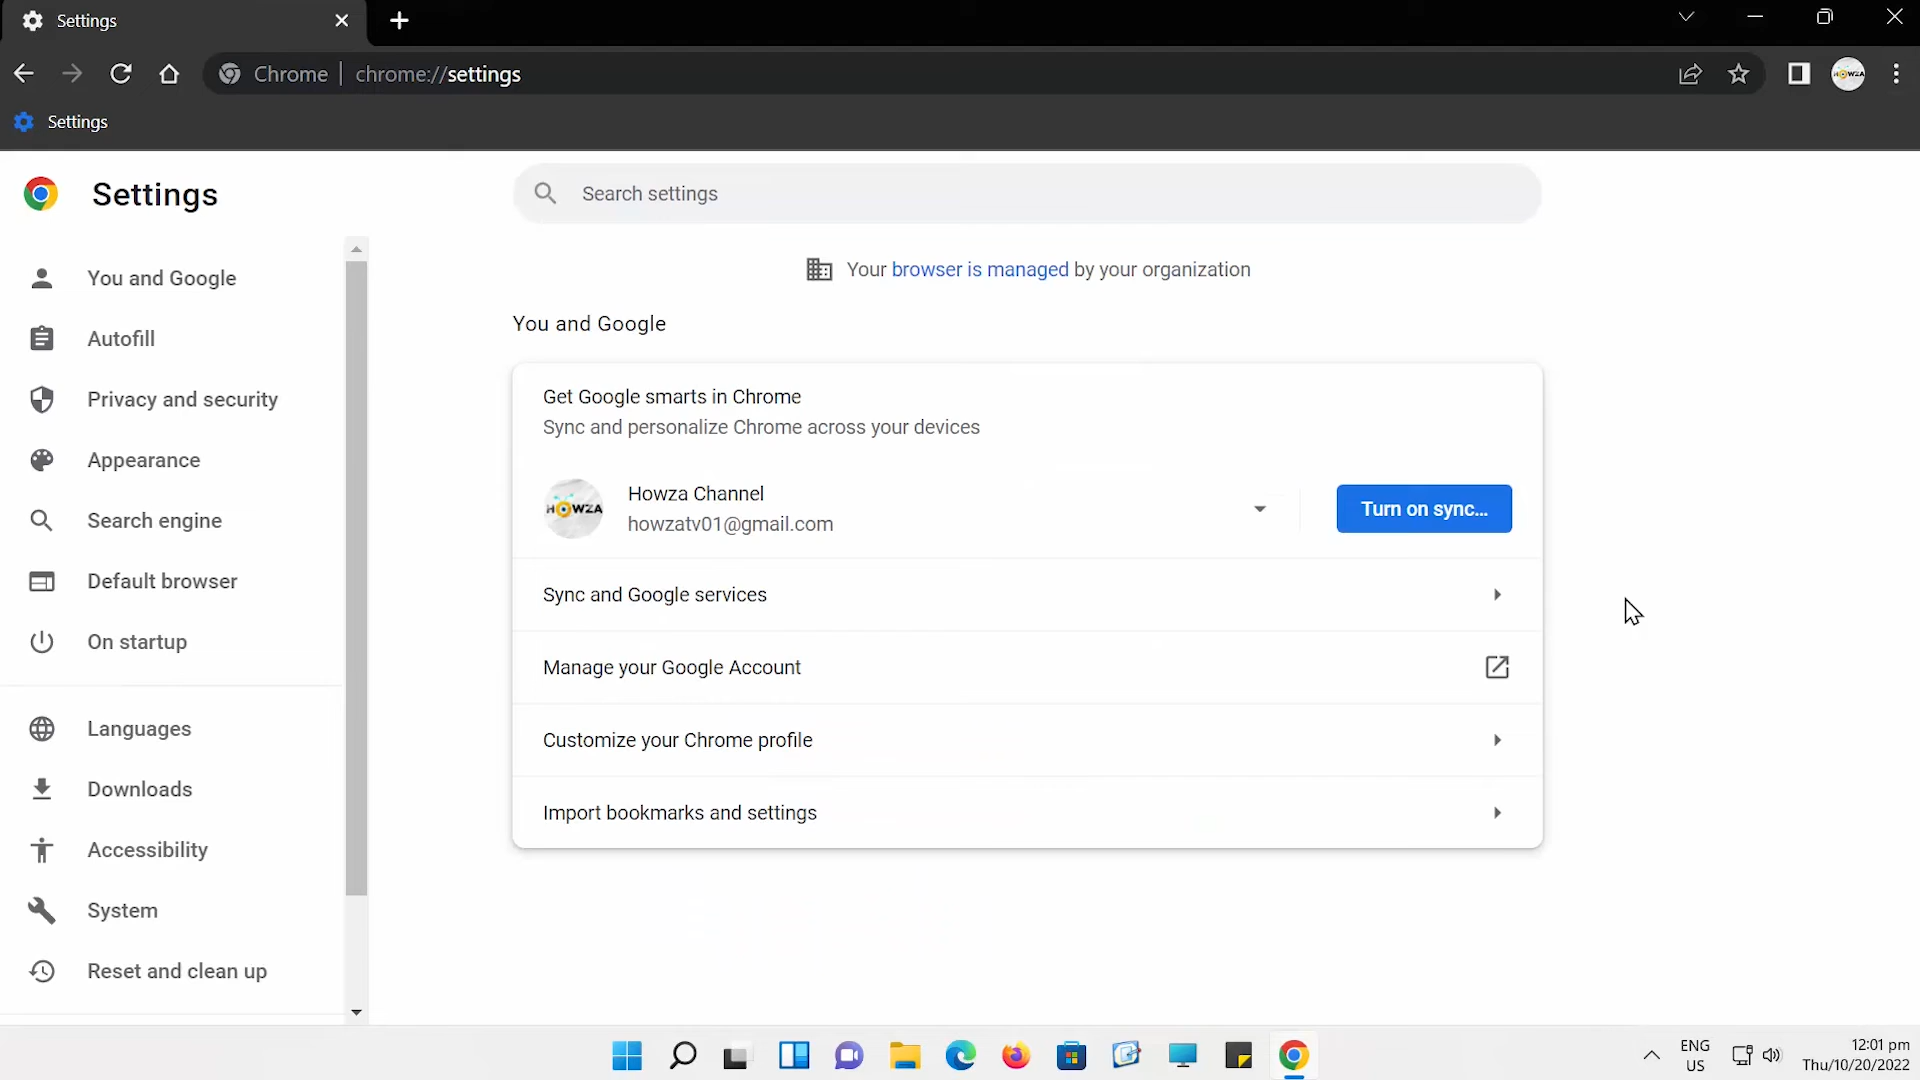 Settings
Chrome | chrome://settings
Settings
Settings
Search settings
You and Google
Autofill
Privacy and security
Appearance
Search engine
Default browser
On startup
Languages
Downloads
Accessibility
System
Reset and clean up
Your browser is managed by your organization
You and Google
Get Google smarts in Chrome
Sync and personalize Chrome across your devices
HOWZA
Howza Channel
howzatv01@gmail.com
Turn on sync...
Sync and Google services
Manage your Google Account
Customize your Chrome profile
Import bookmarks and settings
ENG
US
12:01 pm
Thu/10/20/2022